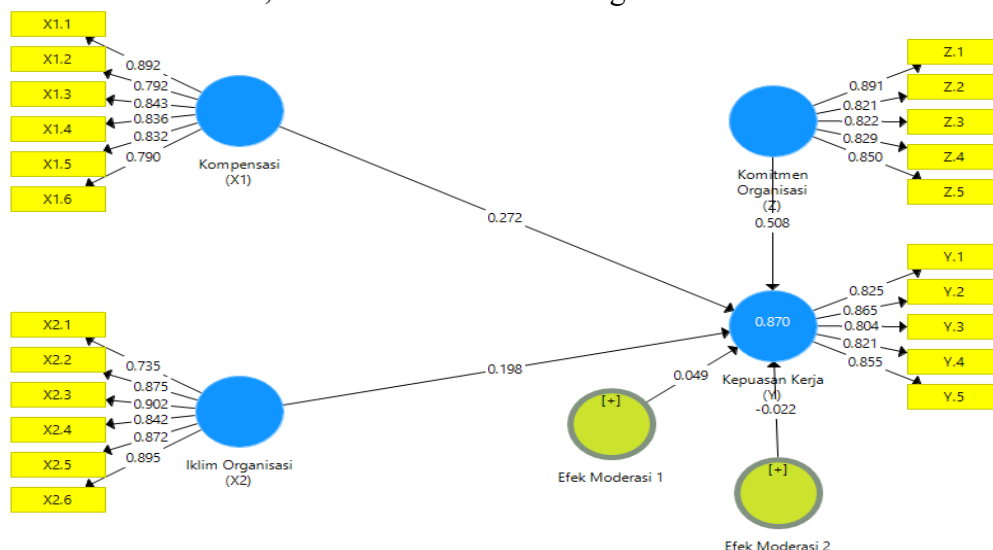 X1.1
X1.2
X1.3
X1.4
X1.5
X1.6
0.892
0.792
0.843
0.836
0.832
0.790
Kompensasi
(X1)
0.272
Z.1
Z.2
Z.3
Z.4
Z.5
0.891
0.821
0.822
0.829
0.850
Komitmen
Organisasi
(Z)
0.508
X2.1
X2.2
X2.3
X2.4
X2.5
X2.6
0.735
0.875
0.902
0.842
0.872
0.895
Iklim Organisasi
(X2)
0.198
0.870
Kepuasan Kerja
(Y)
Y.1
Y.2
Y.3
Y.4
Y.5
0.825
0.865
0.804
0.821
0.855
0.049
-0.022
[+]
Efek Moderasi 1
[+]
Efek Moderasi 2